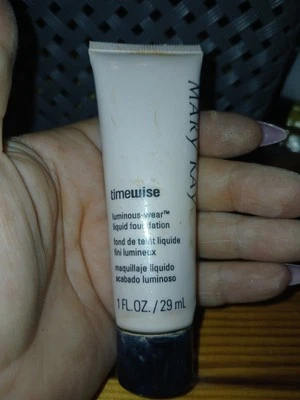 MARY KAY
timewise
luminous-wear™
liquid foundation
fond de teint liquide
fini lumineux
maquillaje líquido
acabado luminoso
1 FL. OZ. / 29 mL